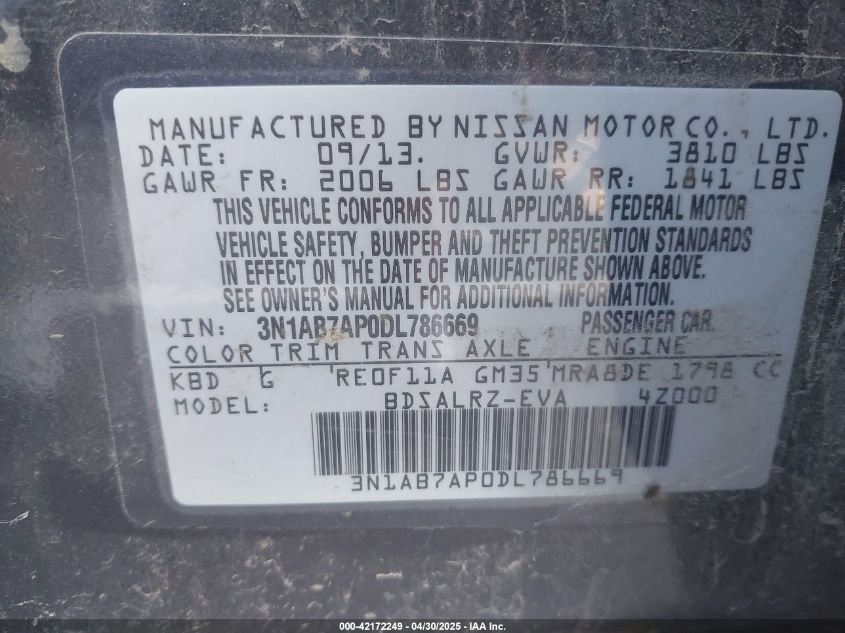 MANUFACTURED BY NISSAN MOTOR CO., LTD.
DATE: 09/13. GVWR: 3810 LBS
GAWR FR: 2006 LBS GAWR RR: 1841 LBS
THIS VEHICLE CONFORMS TO ALL APPLICABLE FEDERAL MOTOR
VEHICLE SAFETY, BUMPER AND THEFT PREVENTION STANDARDS
IN EFFECT ON THE DATE OF MANUFACTURE SHOWN ABOVE.
SEE OWNER'S MANUAL FOR ADDITIONAL INFORMATION.
VIN: 3N1AB7AP0DL786669 PASSENGER CAR.
COLOR TRIM TRANS AXLE ENGINE
KBD G RE0F11A GM35 MRA8DE 1798 CC
MODEL: BDSALRZ-EVA 4Z000
3N1AB7AP0DL786669
000-42172249 - 04/30/2025 - IAA Inc.